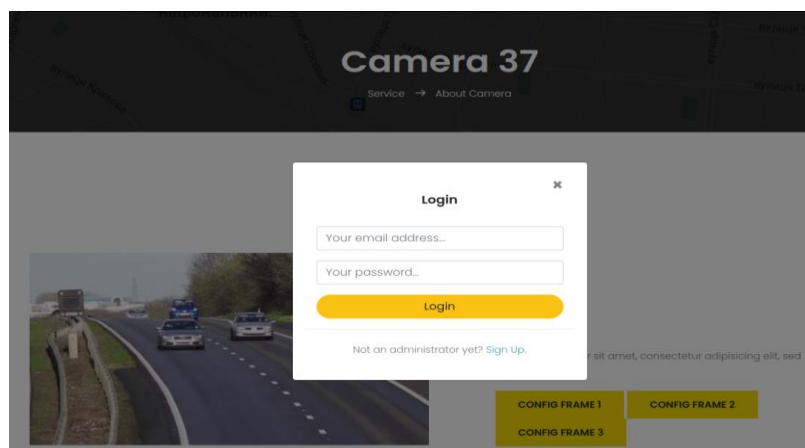 Camera 37
Service → About Camera
×
Login
Your email address...
Your password...
Login
Not an administrator yet? Sign Up.
r sit amet, consectetur adipisicing elit, sed
CONFIG FRAME 1
CONFIG FRAME 2
CONFIG FRAME 3